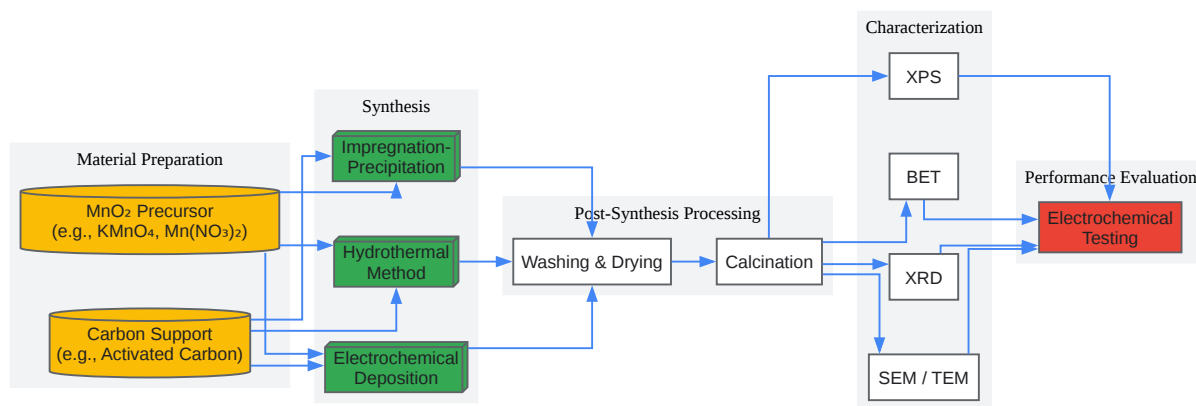 Material Preparation
MnO₂ Precursor
(e.g., KMnO₄, Mn(NO₃)₂)
Carbon Support
(e.g., Activated Carbon)
Synthesis
Impregnation-
Precipitation
Hydrothermal
Method
Electrochemical
Deposition
Post-Synthesis Processing
Washing & Drying
Calcination
Characterization
XPS
BET
XRD
SEM / TEM
Performance Evaluation
Electrochemical
Testing